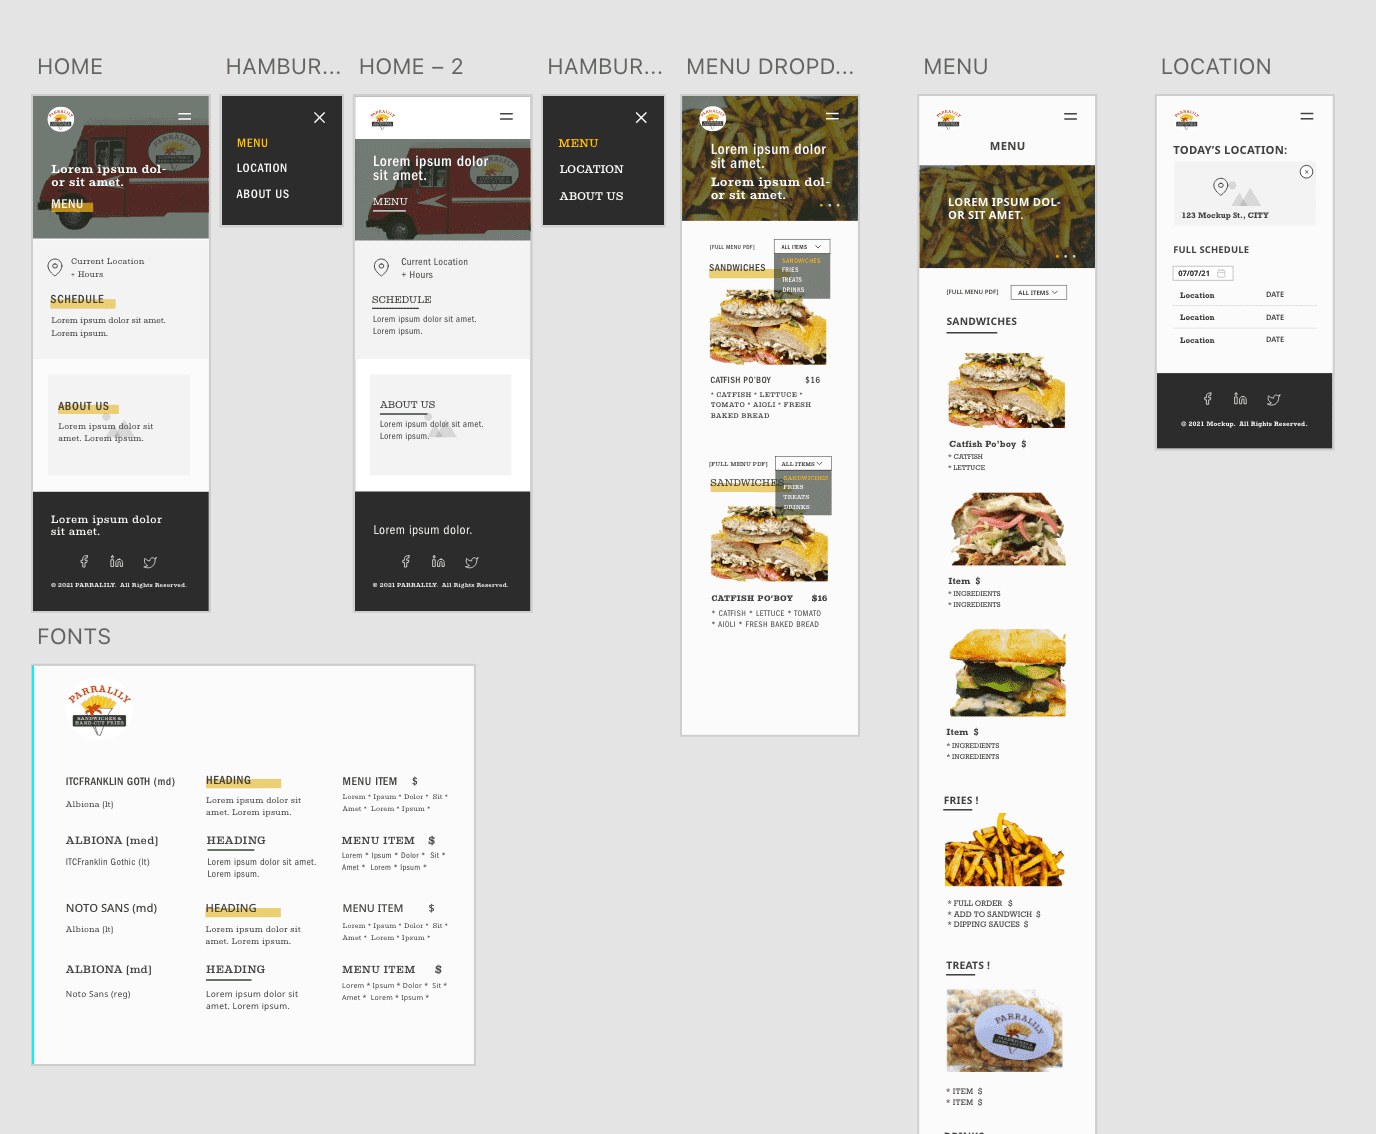 HOME
PARRALILY
Lorem ipsum dol-
or sit amet.
MENU
Current Location
+ Hours
SCHEDULE
Lorem ipsum dolor sit amet.
Lorem ipsum.
ABOUT US
Lorem ipsum dolor sit
amet. Lorem ipsum.
Lorem ipsum dolor
sit amet.
© 2021 PARRALILY. All Rights Reserved.
HAMBUR...
MENU
LOCATION
ABOUT US
HOME – 2
PARRALILY
Lorem ipsum dolor
sit amet.
MENU
Current Location
+ Hours
SCHEDULE
Lorem ipsum dolor sit amet.
Lorem ipsum.
ABOUT US
Lorem ipsum dolor sit amet.
Lorem ipsum.
Lorem ipsum dolor.
© 2021 PARRALILY. All Rights Reserved.
HAMBUR...
MENU
LOCATION
ABOUT US
MENU DROPD...
PARRALILY
Lorem ipsum dolor
sit amet.
Lorem ipsum dol-
or sit amet.
[FULL MENU PDF] ALL ITEMS
SANDWICHES
SANDWICHES
FRIES
TREATS
DRINKS
CATFISH PO'BOY $16
* CATFISH * LETTUCE *
TOMATO * AIOLI * FRESH
BAKED BREAD
[FULL MENU PDF] ALL ITEMS
SANDWICHES
SANDWICHES
FRIES
TREATS
DRINKS
CATFISH PO'BOY $16
* CATFISH * LETTUCE * TOMATO
* AIOLI * FRESH BAKED BREAD
MENU
PARRALILY
MENU
LOREM IPSUM DOL-
OR SIT AMET.
[FULL MENU PDF] ALL ITEMS
SANDWICHES
Catfish Po'boy $
* CATFISH
* LETTUCE
Item $
* INGREDIENTS
* INGREDIENTS
Item $
* INGREDIENTS
* INGREDIENTS
FRIES !
* FULL ORDER $
* ADD TO SANDWICH $
* DIPPING SAUCES $
TREATS !
PARRALILY
* ITEM $
* ITEM $
LOCATION
PARRALILY
TODAY'S LOCATION:
123 Mockup St., CITY
FULL SCHEDULE
07/07/21
Location DATE
Location DATE
Location DATE
© 2021 Mockup. All Rights Reserved.
FONTS
PARRALILY
SANDWICHES &
HAND-CUT FRIES
ITCFRANKLIN GOTH (md)
Albiona (lt)
HEADING
Lorem ipsum dolor sit
amet. Lorem ipsum.
MENU ITEM $
Lorem * Ipsum * Dolor * Sit *
Amet * Lorem * Ipsum *
ALBIONA (med)
ITCFranklin Gothic (lt)
HEADING
Lorem ipsum dolor sit amet.
Lorem ipsum.
MENU ITEM $
Lorem * Ipsum * Dolor * Sit *
Amet * Lorem * Ipsum *
NOTO SANS (md)
Albiona (lt)
HEADING
Lorem ipsum dolor sit
amet. Lorem ipsum.
MENU ITEM $
Lorem * Ipsum * Dolor * Sit *
Amet * Lorem * Ipsum *
ALBIONA (md)
Noto Sans (reg)
HEADING
Lorem ipsum dolor sit
amet. Lorem ipsum.
MENU ITEM $
Lorem * Ipsum * Dolor * Sit *
Amet * Lorem * Ipsum *